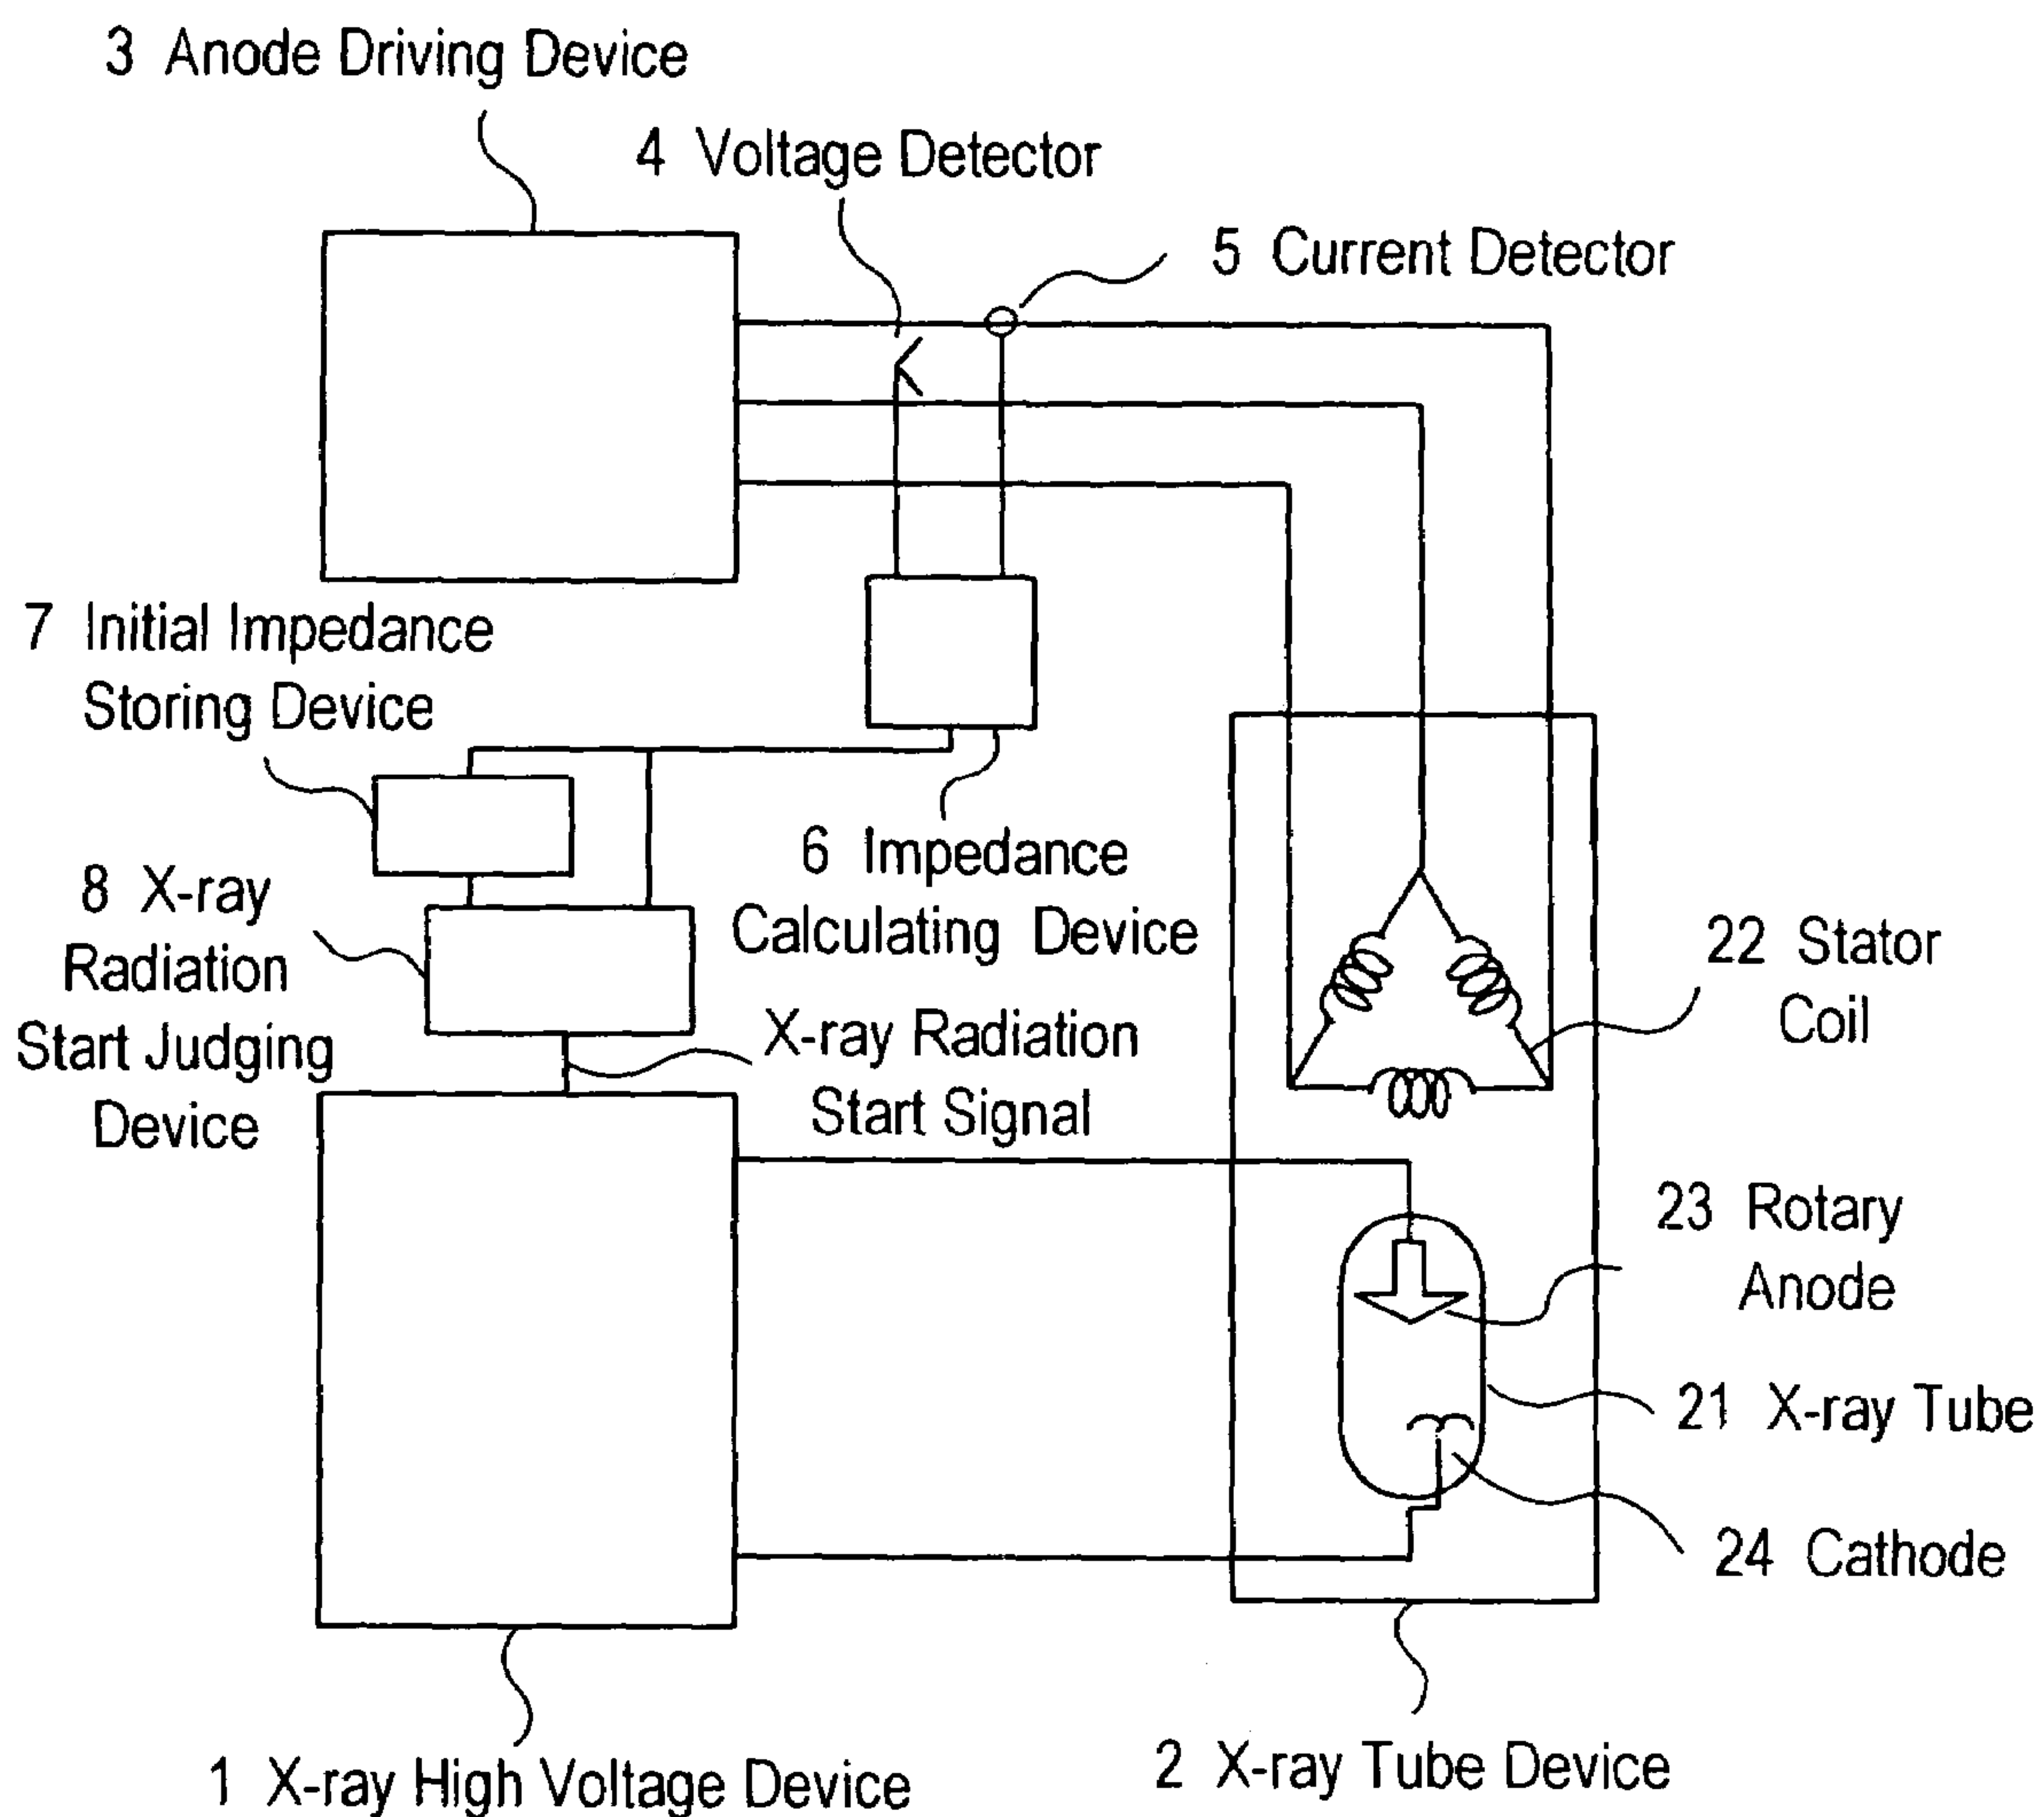 3 Anode Driving Device
4 Voltage Detector
5 Current Detector
7 Initial Impedance
Storing Device
6 Impedance
Calculating Device
8 X-ray
Radiation
Start Judging
Device
X-ray Radiation
Start Signal
22 Stator
Coil
23 Rotary
Anode
21 X-ray Tube
24 Cathode
1 X-ray High Voltage Device
2 X-ray Tube Device